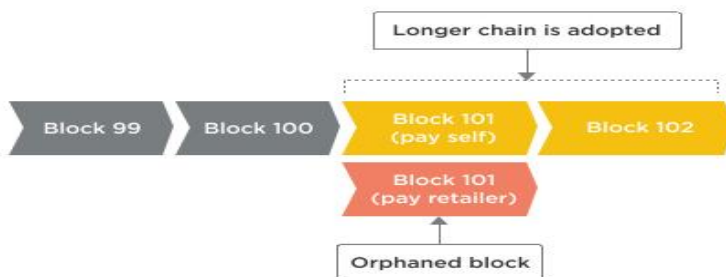 Longer chain is adopted
Block 99
Block 100
Block 101
(pay self)
Block 102
Block 101
(pay retailer)
Orphaned block